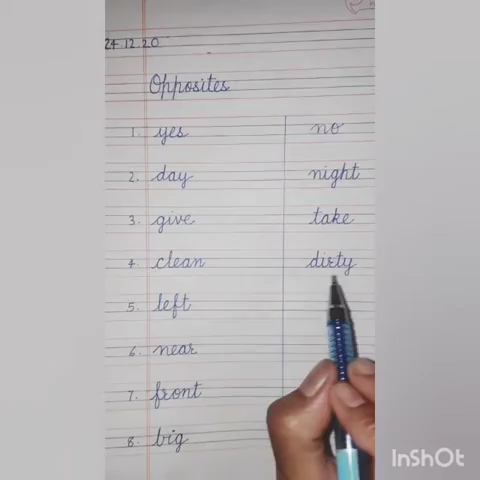 24.12.20
Opposites
1. yes no
2. day night
3. give take
4. clean dirty
5. left
6. near
7. front
8. big
InShOt